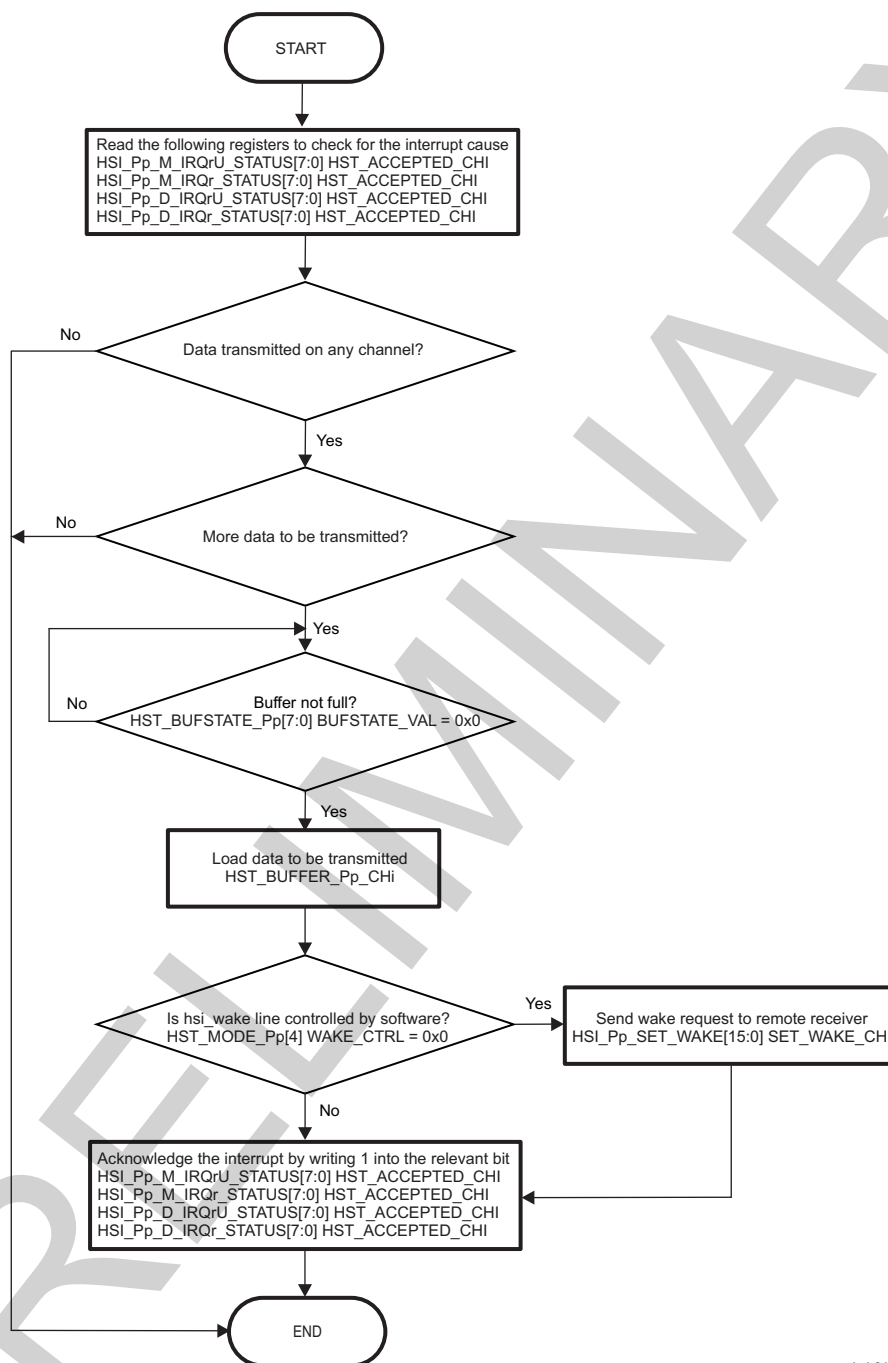 START
Read the following registers to check for the interrupt cause
HSI_Pp_M_IRQrU_STATUS[7:0] HST_ACCEPTED_CHI
HSI_Pp_M_IRQr_STATUS[7:0] HST_ACCEPTED_CHI
HSI_Pp_D_IRQrU_STATUS[7:0] HST_ACCEPTED_CHI
HSI_Pp_D_IRQr_STATUS[7:0] HST_ACCEPTED_CHI
No
Data transmitted on any channel?
Yes
No
More data to be transmitted?
Yes
No
Buffer not full?
HST_BUFSTATE_Pp[7:0] BUFSTATE_VAL = 0x0
Yes
Load data to be transmitted
HST_BUFFER_Pp_CHi
Is hsi_wake line controlled by software?
HST_MODE_Pp[4] WAKE_CTRL = 0x0
Yes
Send wake request to remote receiver
HSI_Pp_SET_WAKE[15:0] SET_WAKE_CH
No
Acknowledge the interrupt by writing 1 into the relevant bit
HSI_Pp_M_IRQrU_STATUS[7:0] HST_ACCEPTED_CHI
HSI_Pp_M_IRQr_STATUS[7:0] HST_ACCEPTED_CHI
HSI_Pp_D_IRQrU_STATUS[7:0] HST_ACCEPTED_CHI
HSI_Pp_D_IRQr_STATUS[7:0] HST_ACCEPTED_CHI
END